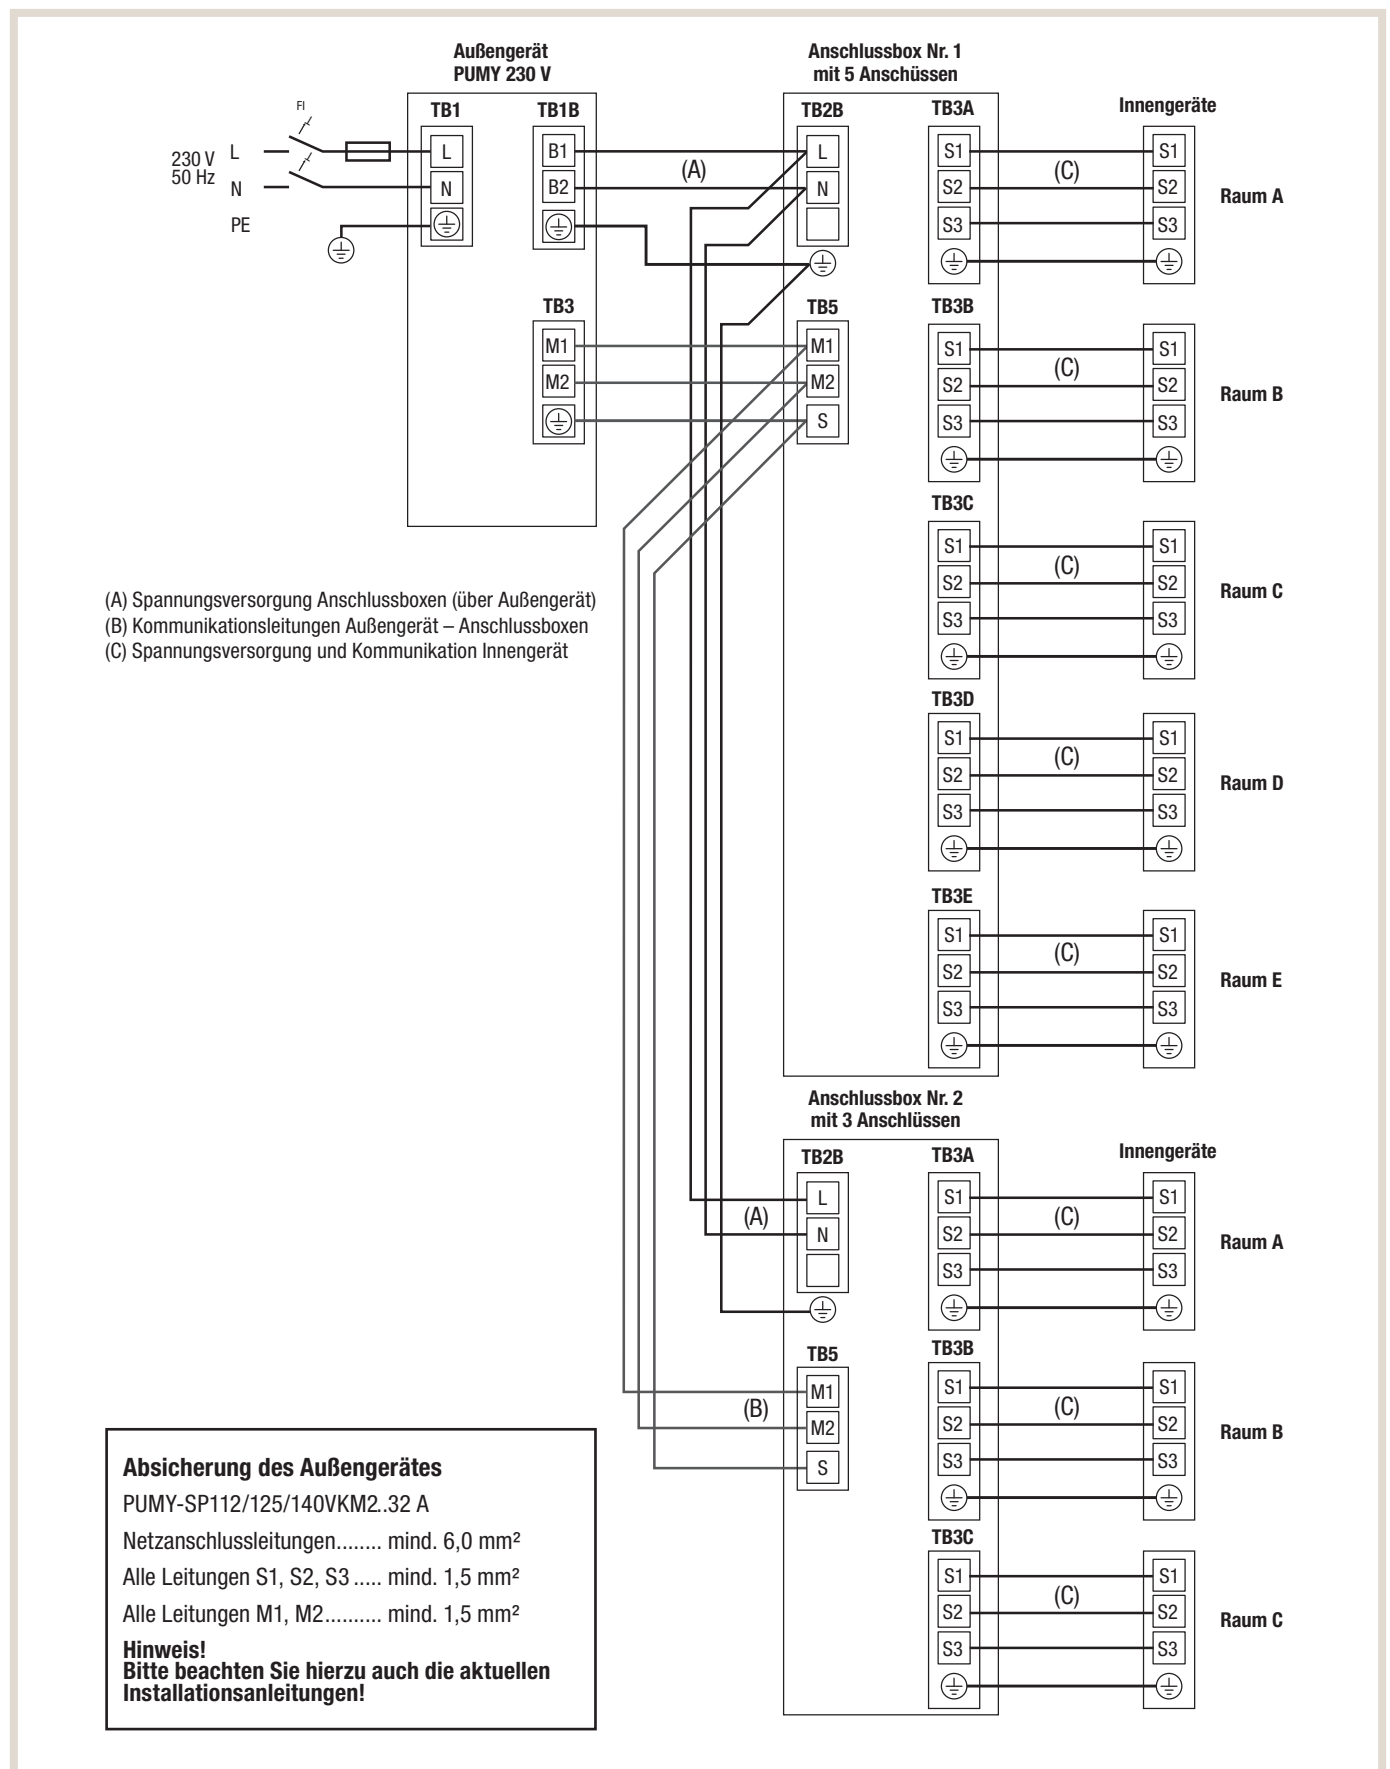 Außengerät
PUMY 230 V
Anschlussbox Nr. 1
mit 5 Anschüssen
TB1
TB1B
TB2B
TB3A
Innengeräte
FI
230 V
50 Hz
L
N
PE
L
N
B1
B2
(A)
L
N
S1
S2
S3
(C)
S1
S2
S3
Raum A
TB3
M1
M2
TB5
M1
M2
S
TB3B
S1
S2
S3
(C)
S1
S2
S3
Raum B
TB3C
S1
S2
S3
(C)
S1
S2
S3
Raum C
(A) Spannungsversorgung Anschlussboxen (über Außengerät)
(B) Kommunikationsleitungen Außengerät – Anschlussboxen
(C) Spannungsversorgung und Kommunikation Innengerät
TB3D
S1
S2
S3
(C)
S1
S2
S3
Raum D
TB3E
S1
S2
S3
(C)
S1
S2
S3
Raum E
Anschlussbox Nr. 2
mit 3 Anschlüssen
TB2B
TB3A
Innengeräte
(A)
L
N
S1
S2
S3
(C)
S1
S2
S3
Raum A
TB5
(B)
M1
M2
S
TB3B
S1
S2
S3
(C)
S1
S2
S3
Raum B
TB3C
S1
S2
S3
(C)
S1
S2
S3
Raum C
Absicherung des Außengerätes
PUMY-SP112/125/140VKM2..32 A
Netzanschlussleitungen........ mind. 6,0 mm²
Alle Leitungen S1, S2, S3 ..... mind. 1,5 mm²
Alle Leitungen M1, M2.......... mind. 1,5 mm²
Hinweis!
Bitte beachten Sie hierzu auch die aktuellen
Installationsanleitungen!